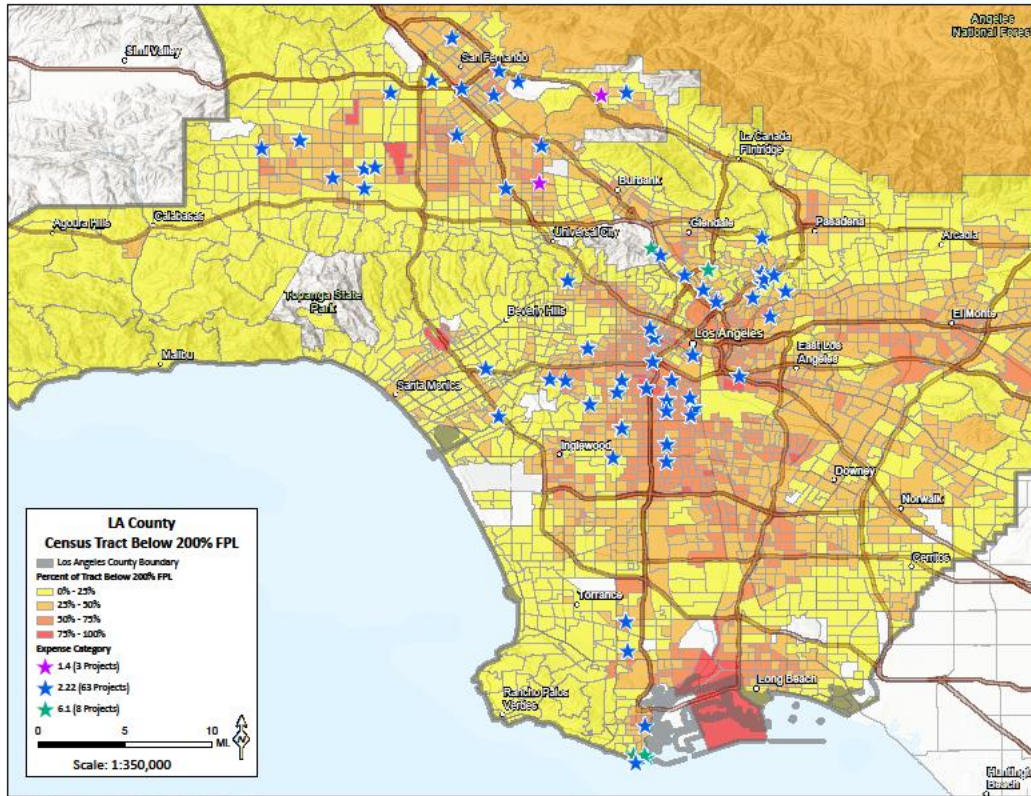 Angeles
National Forest
Simi Valley
San Fernando
La Canada
Flintridge
Burbank
Agoura Hills
Calabasas
Universal City
Glendale
Pasadena
Arcadia
Topanga State
Park
Beverly Hills
El Monte
Los Angeles
East Los
Angeles
Malibu
Santa Monica
Inglewood
Downey
Norwalk
Cerritos
Torrance
Long Beach
Rancho Palos
Verdes
Huntingt
Beach
LA County
Census Tract Below 200% FPL
Los Angeles County Boundary
Percent of Tract Below 200% FPL
0% - 25%
25% - 50%
50% - 75%
75% - 100%
Expense Category
1.4 (3 Projects)
2.22 (63 Projects)
6.1 (8 Projects)
0 5 10
MI.
N
Scale: 1:350,000